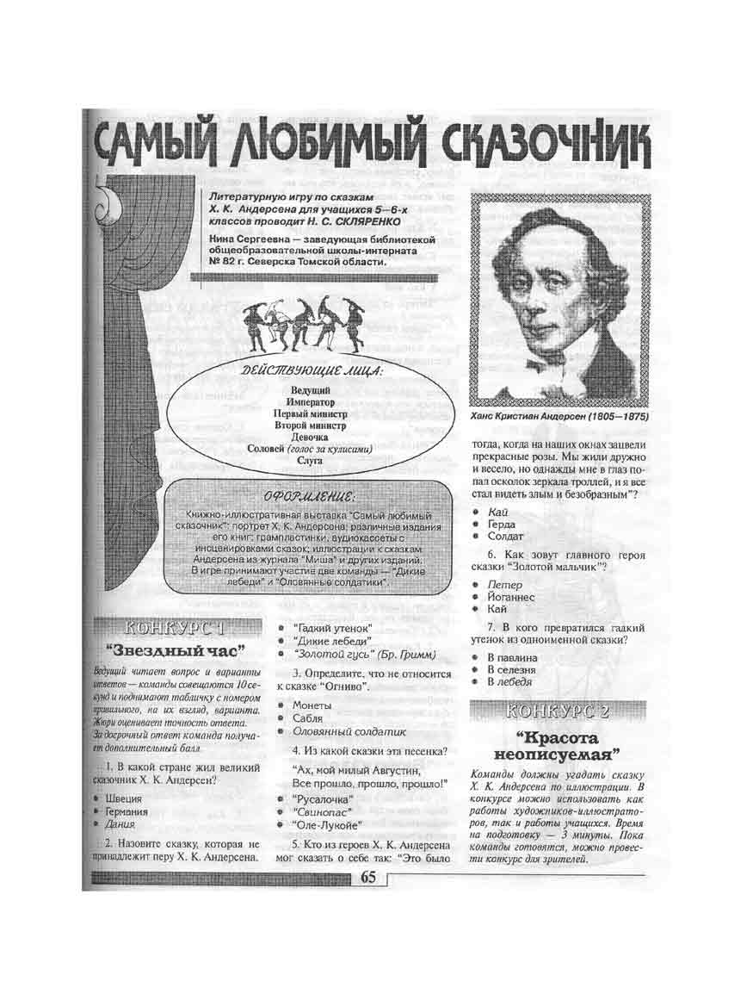 САМЫЙ ЛЮБИМЫЙ СКАЗОЧНИК
Литературную игру по сказкам
Х. К. Андерсена для учащихся 5—6-х
классов проводит Н. С. СКЛЯРЕНКО
Нина Сергеевна — заведующая библиотекой
общеобразовательной школы-интерната
№ 82 г. Северска Томской области.
ДЕЙСТВУЮЩИЕ ЛИЦА:
Ведущий
Император
Первый министр
Второй министр
Девочка
Соловей (голос за кулисами)
Слуга
ОФОРМЛЕНИЕ:
Книжно-иллюстративная выставка "Самый любимый
сказочник": портрет Х. К. Андерсена; различные издания
его книг; грампластинки, аудиокассеты с
инсценировками сказок; иллюстрации к сказкам
Андерсена из журнала "Миша" и других изданий.
В игре принимают участие две команды — "Дикие
лебеди" и "Оловянные солдатики".
КОНКУРС 1
"Звездный час"
Ведущий читает вопрос и варианты
ответов — команды совещаются 10 се-
кунд и поднимают табличку с номером
правильного, на их взгляд, варианта.
Жюри оценивает точность ответа.
За досрочный ответ команда получа-
ет дополнительный балл.
1. В какой стране жил великий
сказочник Х. К. Андерсен?
• Швеция
• Германия
• Дания
2. Назовите сказку, которая не
принадлежит перу Х. К. Андерсена.
• "Гадкий утенок"
• "Дикие лебеди"
• "Золотой гусь" (Бр. Гримм)
3. Определите, что не относится
к сказке "Огниво".
• Монеты
• Сабля
• Оловянный солдатик
4. Из какой сказки эта песенка?
"Ах, мой милый Августин,
Все прошло, прошло, прошло!"
• "Русалочка"
• "Свинопас"
• "Оле-Лукойе"
5. Кто из героев Х. К. Андерсена
мог сказать о себе так: "Это было
Ханс Кристиан Андерсен (1805—1875)
тогда, когда на наших окнах зацвели
прекрасные розы. Мы жили дружно
и весело, но однажды мне в глаз по-
пал осколок зеркала троллей, и я все
стал видеть злым и безобразным"?
• Кай
• Герда
• Солдат
6. Как зовут главного героя
сказки "Золотой мальчик"?
• Петер
• Йоганнес
• Кай
7. В кого превратился гадкий
утенок из одноименной сказки?
• В павлина
• В селезня
• В лебедя
КОНКУРС 2
"Красота
неописуемая"
Команды должны угадать сказку
Х. К. Андерсена по иллюстрации. В
конкурсе можно использовать как
работы художников-иллюстрато-
ров, так и работы учащихся. Время
на подготовку — 3 минуты. Пока
команды готовятся, можно провес-
ти конкурс для зрителей.
65